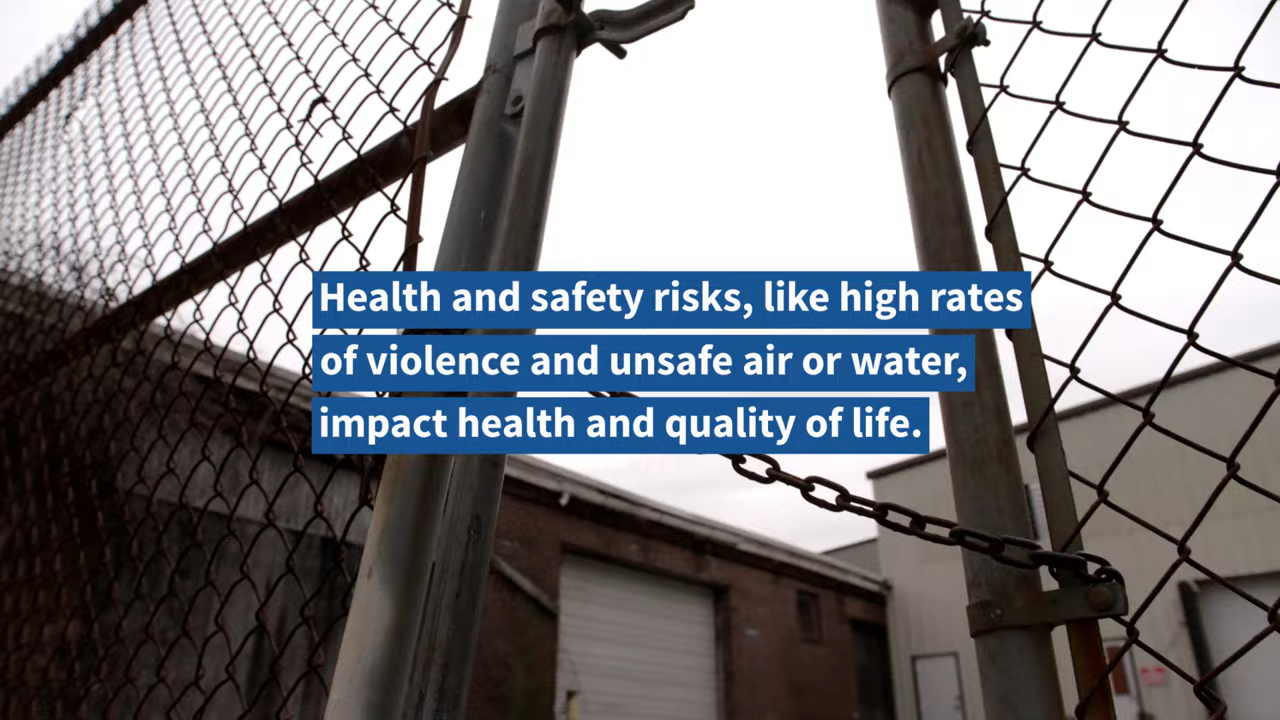 Health and safety risks, like high rates
of violence and unsafe air or water,
impact health and quality of life.